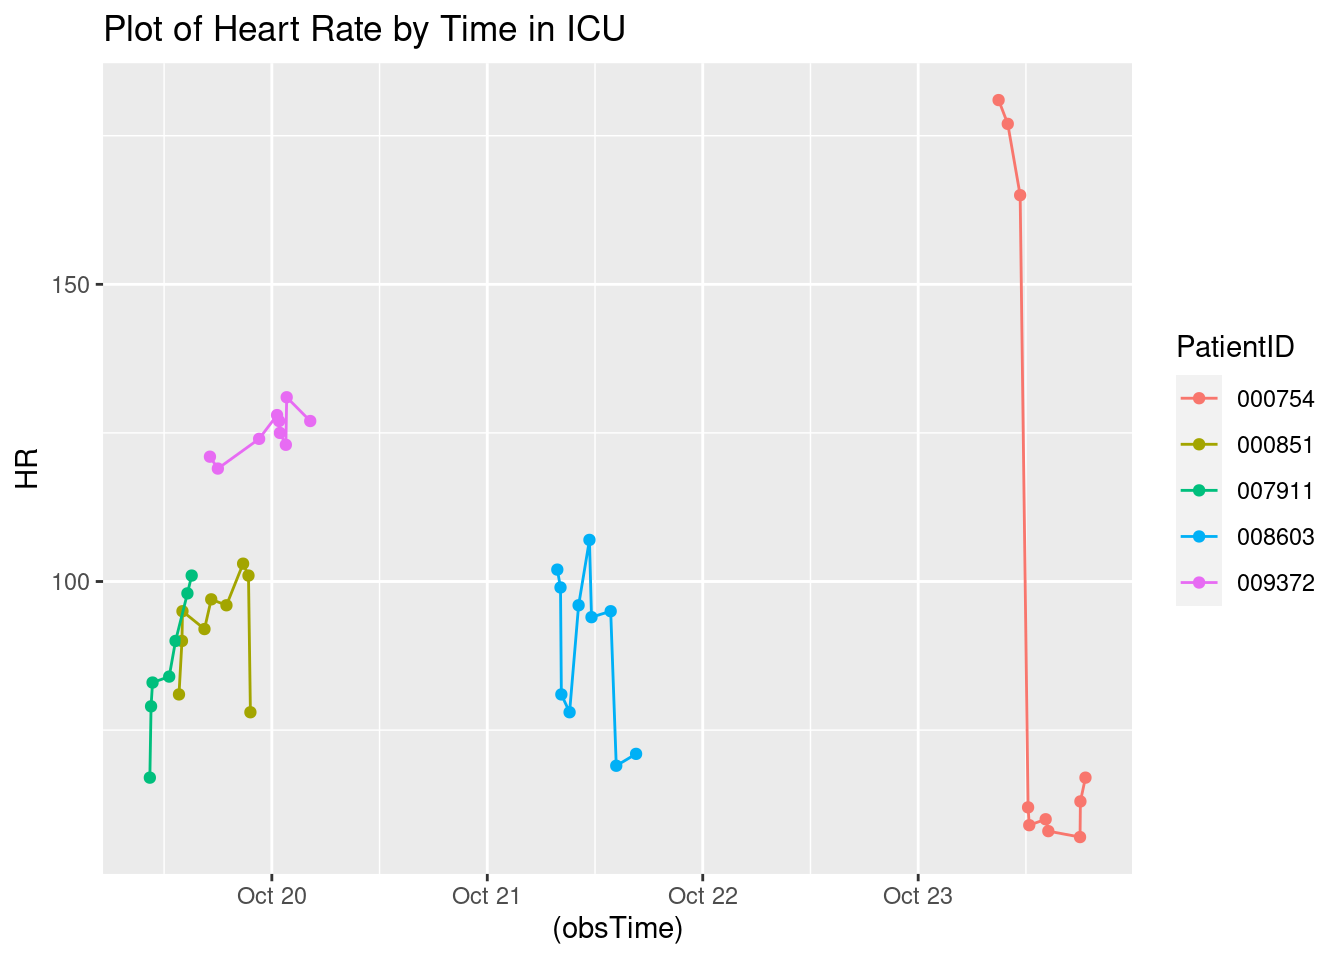 Plot of Heart Rate by Time in ICU
HR
150
100
Oct 20
Oct 21
Oct 22
Oct 23
(obsTime)
PatientID
000754
000851
007911
008603
009372